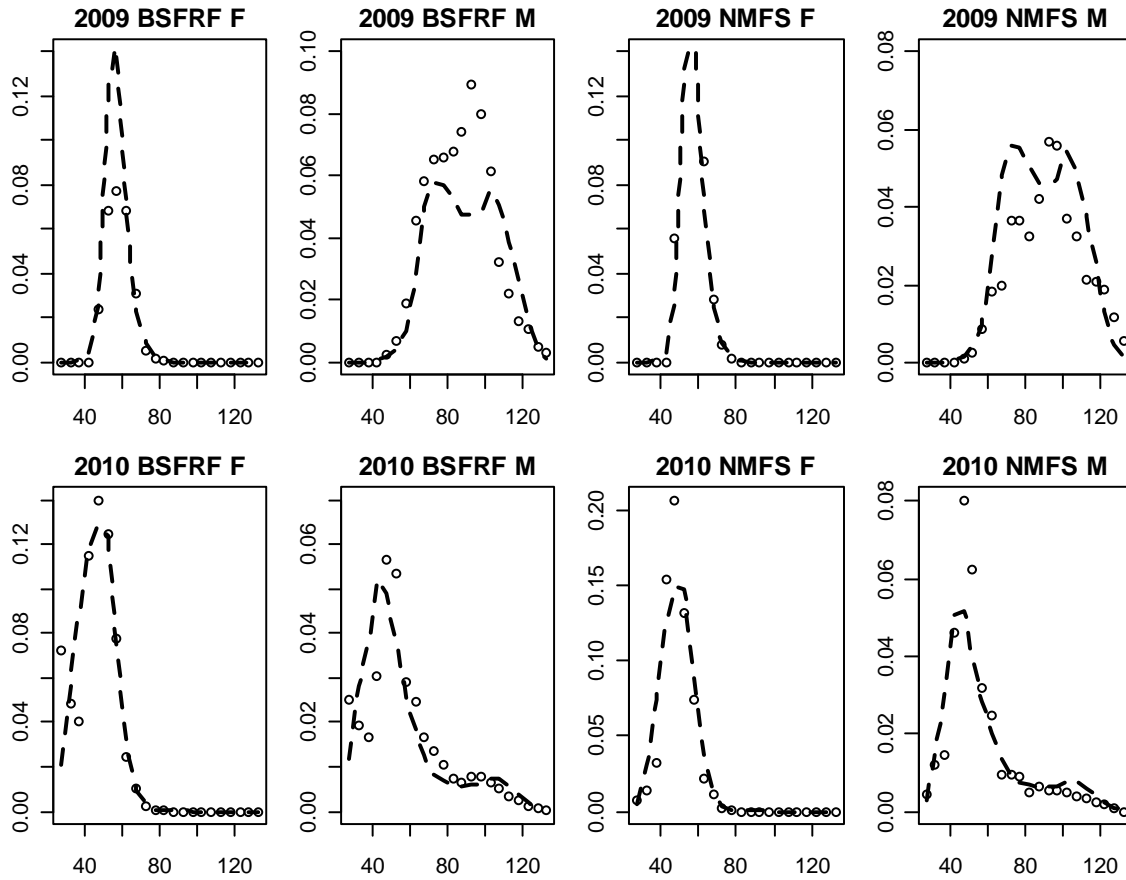 2009 BSFRF F
2009 BSFRF M
2009 NMFS F
2009 NMFS M
0.00 0.04 0.08 0.12
0.00 0.02 0.04 0.06 0.08 0.10
0.00 0.04 0.08 0.12
0.00 0.02 0.04 0.06 0.08
40 80 120
40 80 120
40 80 120
40 80 120
2010 BSFRF F
2010 BSFRF M
2010 NMFS F
2010 NMFS M
0.00 0.04 0.08 0.12
0.00 0.02 0.04 0.06
0.00 0.05 0.10 0.15 0.20
0.00 0.02 0.04 0.06 0.08
40 80 120
40 80 120
40 80 120
40 80 120